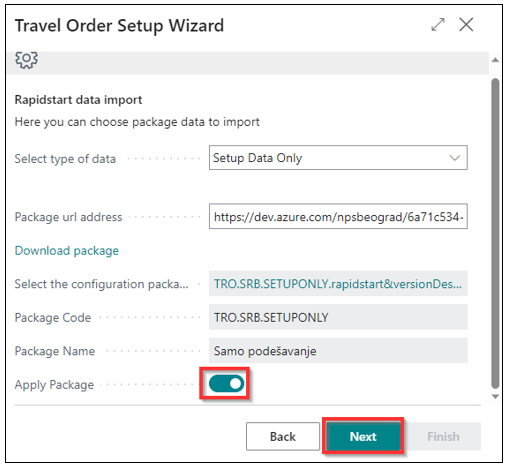 Travel Order Setup Wizard
Rapidstart data import
Here you can choose package data to import
Select type of data
Setup Data Only
Package url address
https://dev.azure.com/npsbeograd/6a71c534-
Download package
Select the configuration packa...
TRO.SRB.SETUPONLY.rapidstart&versionDes...
Package Code
TRO.SRB.SETUPONLY
Package Name
Samo podešavanje
Apply Package
Back
Next
Finish